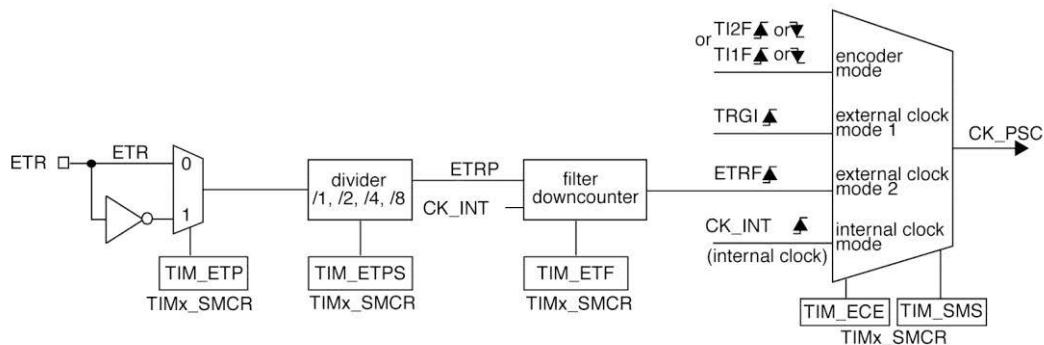 or TI2F or
TI1F or
encoder
mode
TRGI
external clock
mode 1
CK_PSC
ETR
ETR
0
1
divider
/1, /2, /4, /8
ETRP
CK_INT
filter
downcounter
ETRF
external clock
mode 2
CK_INT
(internal clock)
internal clock
mode
TIM_ETP
TIMx_SMCR
TIM_ETPS
TIMx_SMCR
TIM_ETF
TIMx_SMCR
TIM_ECE
TIM_SMS
TIMx_SMCR